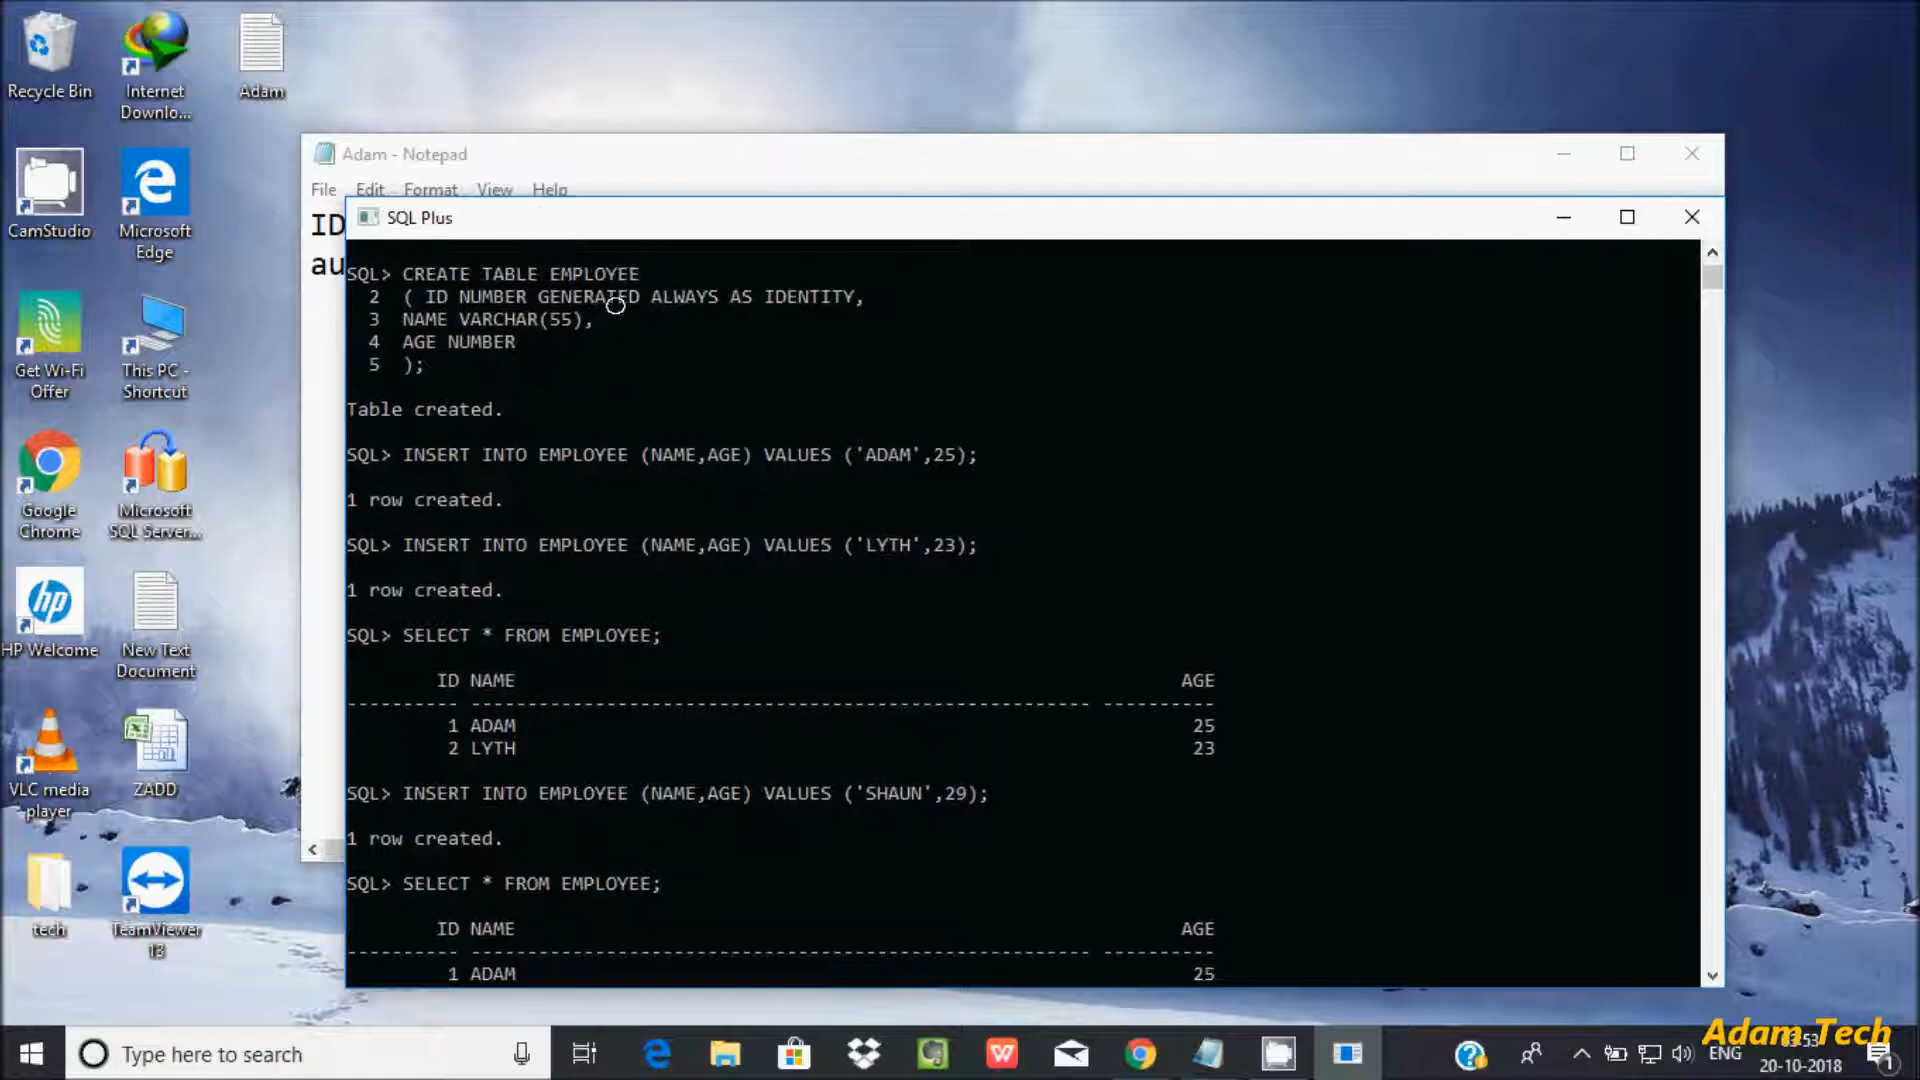 Recycle Bin
Internet
Downlo...
Adam
CamStudio
Microsoft
Edge
Get Wi-Fi
Offer
This PC -
Shortcut
Google
Chrome
Microsoft
SQL Server...
HP Welcome
New Text
Document
VLC media
player
ZADD
tech
TeamViewer
13
Adam - Notepad
File Edit Format View Help
ID
au
SQL Plus
SQL> CREATE TABLE EMPLOYEE
2 ( ID NUMBER GENERATED ALWAYS AS IDENTITY,
3 NAME VARCHAR(55),
4 AGE NUMBER
5 );
Table created.
SQL> INSERT INTO EMPLOYEE (NAME,AGE) VALUES ('ADAM',25);
1 row created.
SQL> INSERT INTO EMPLOYEE (NAME,AGE) VALUES ('LYTH',23);
1 row created.
SQL> SELECT * FROM EMPLOYEE;
ID NAME AGE
---------- ------------------------------------------------------- ----------
1 ADAM 25
2 LYTH 23
SQL> INSERT INTO EMPLOYEE (NAME,AGE) VALUES ('SHAUN',29);
1 row created.
SQL> SELECT * FROM EMPLOYEE;
ID NAME AGE
---------- ------------------------------------------------------- ----------
1 ADAM 25
Type here to search
Adam Tech
ENG
03:53
20-10-2018
1